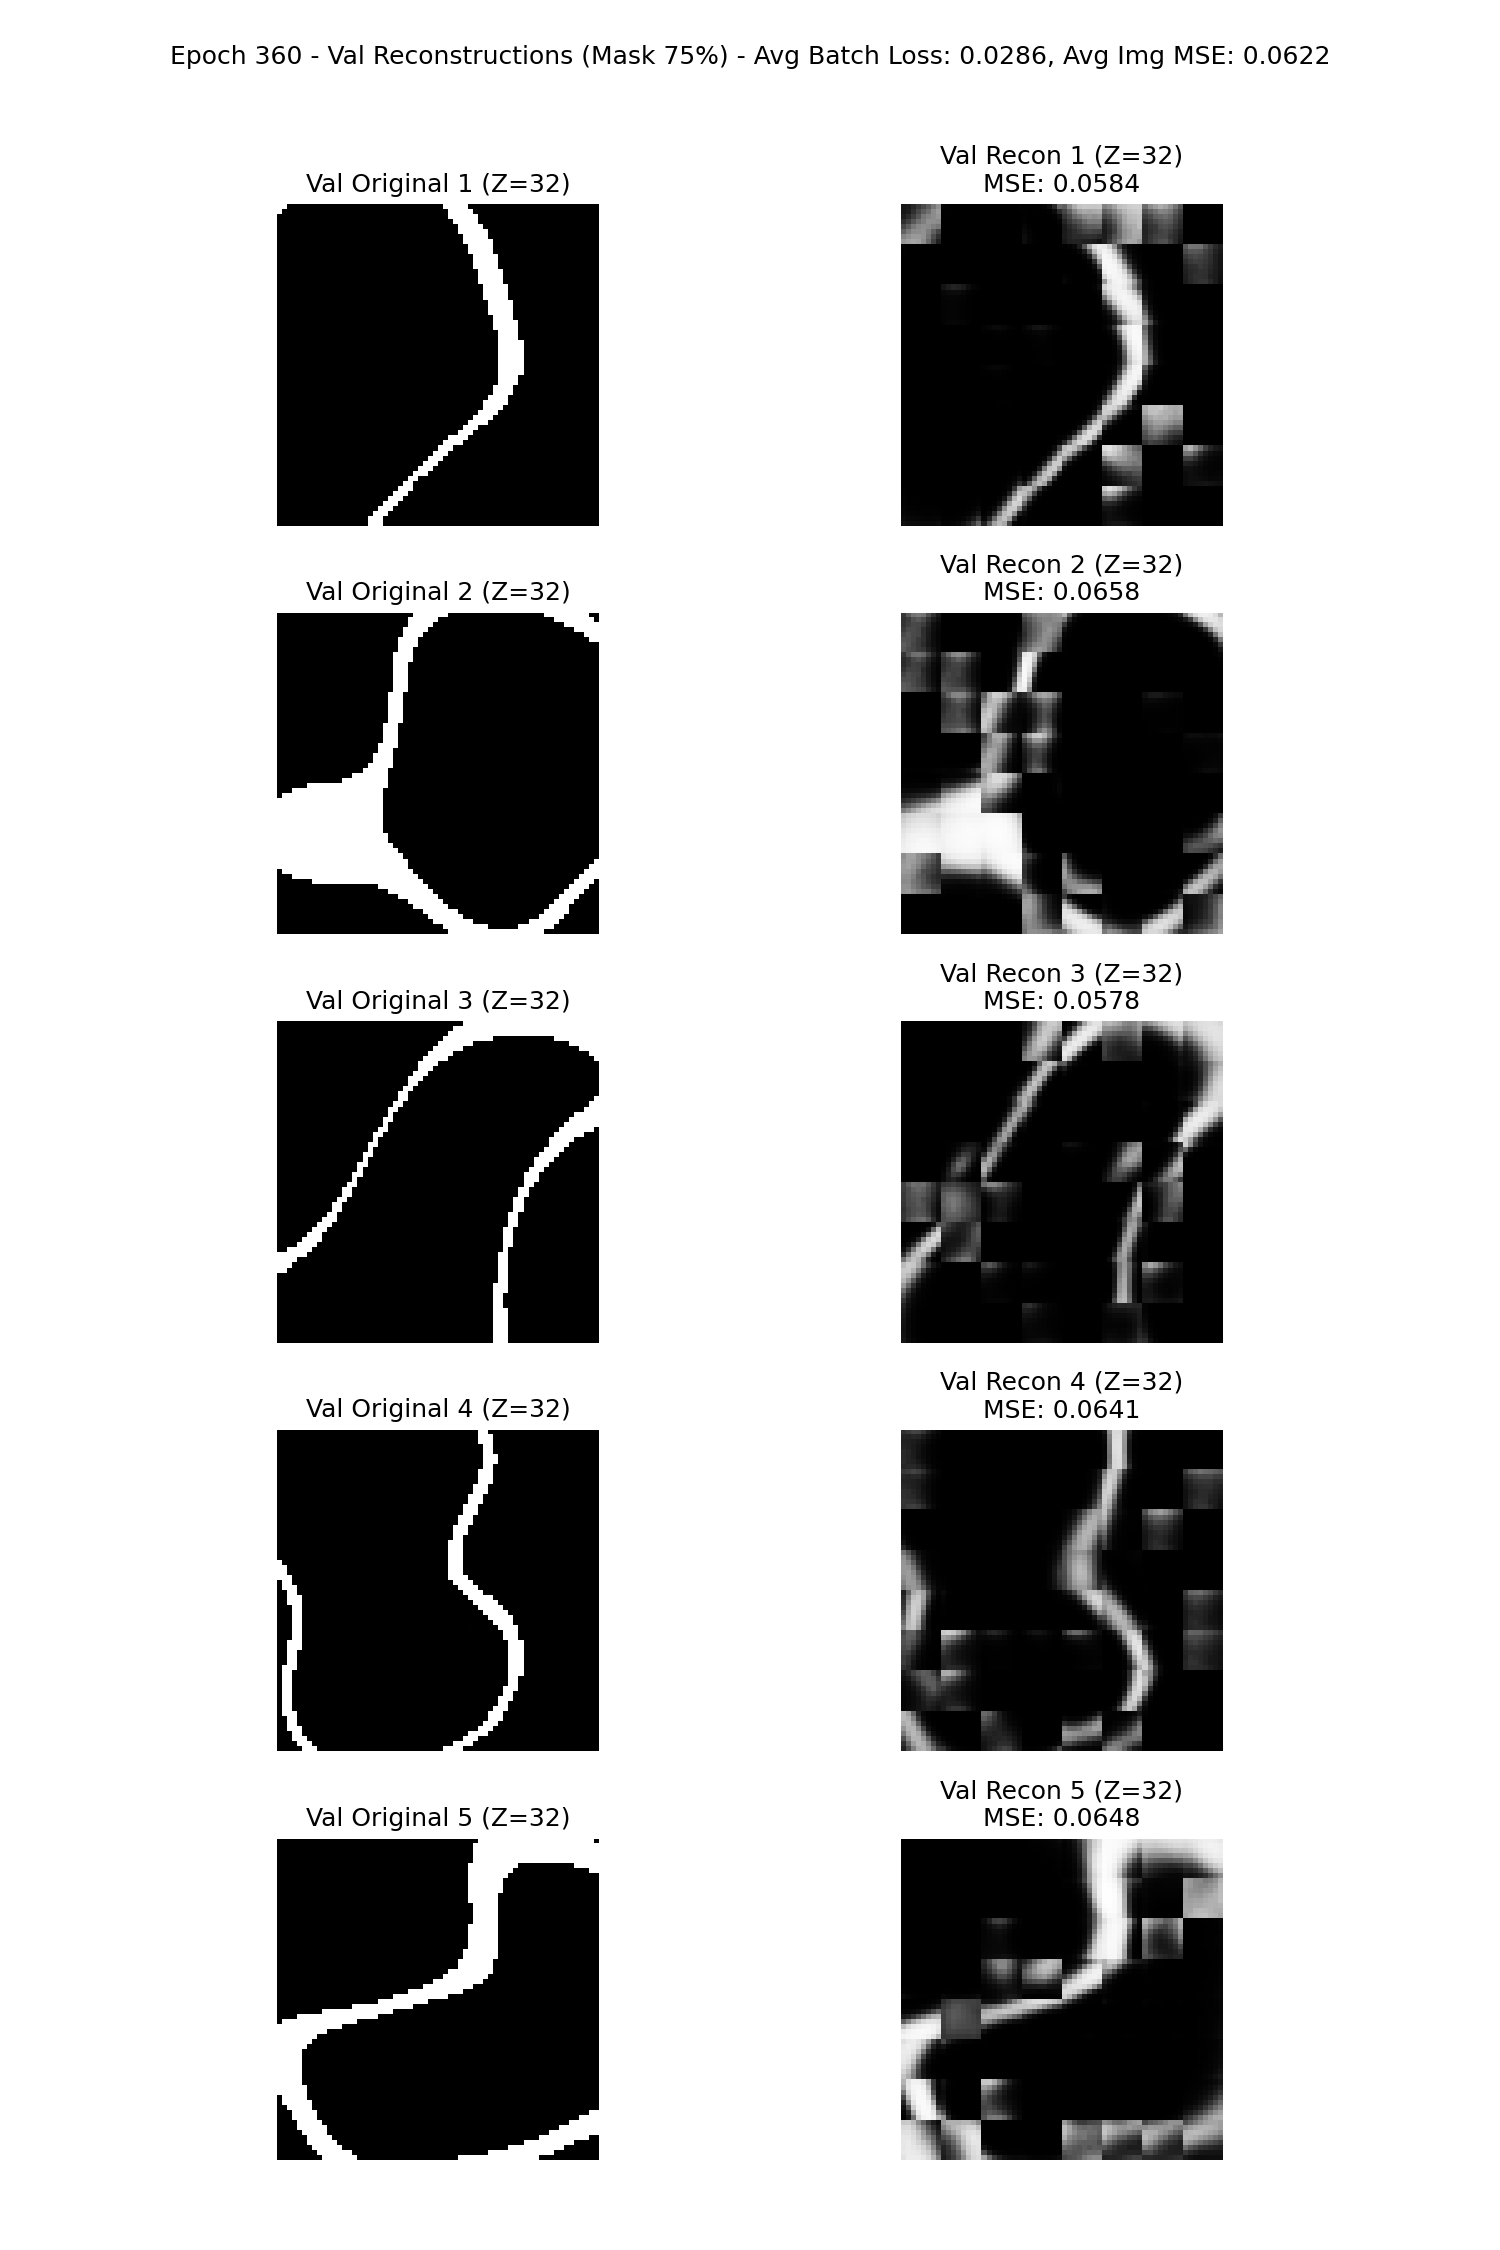 Epoch 360 - Val Reconstructions (Mask 75%) - Avg Batch Loss: 0.0286, Avg Img MSE: 0.0622
Val Original 1 (Z=32)
Val Recon 1 (Z=32)
MSE: 0.0584
Val Original 2 (Z=32)
Val Recon 2 (Z=32)
MSE: 0.0658
Val Original 3 (Z=32)
Val Recon 3 (Z=32)
MSE: 0.0578
Val Original 4 (Z=32)
Val Recon 4 (Z=32)
MSE: 0.0641
Val Original 5 (Z=32)
Val Recon 5 (Z=32)
MSE: 0.0648